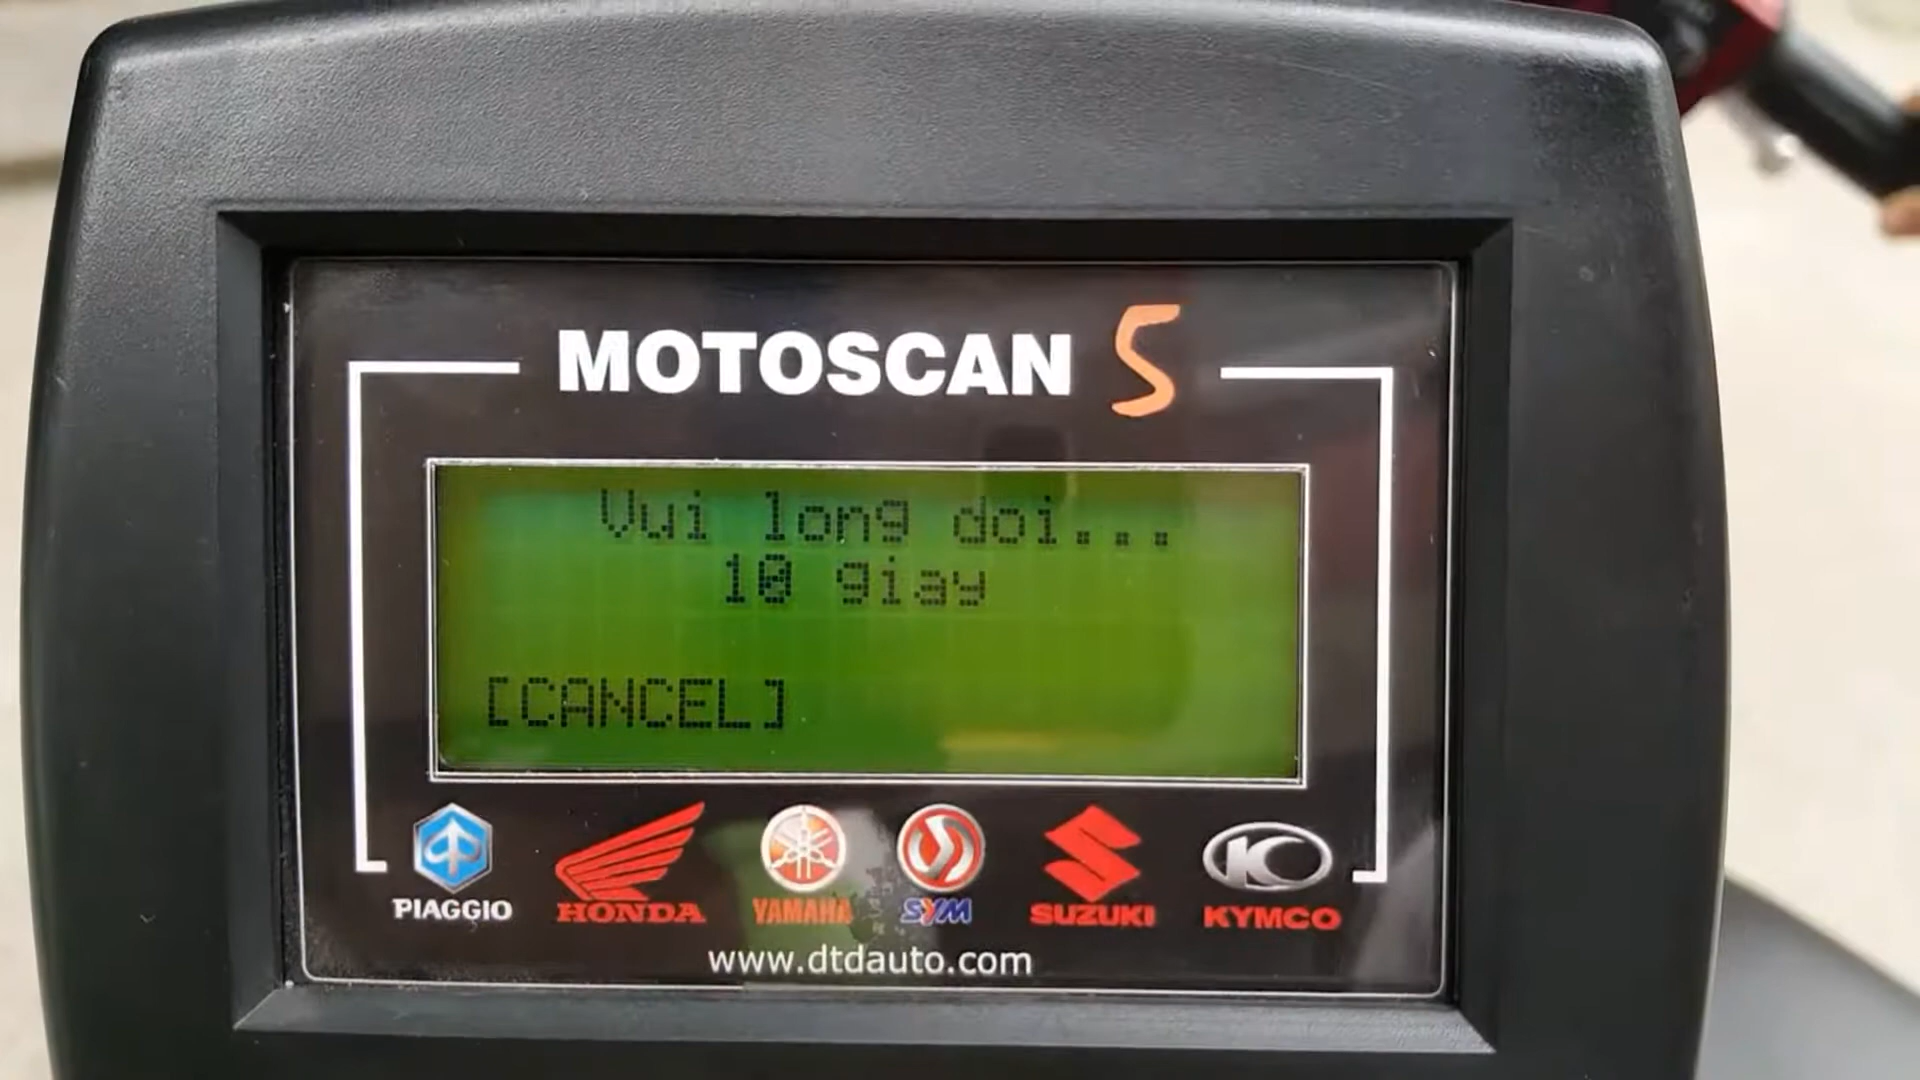 MOTOSCAN 5
Vui long doi...
10 giay
[CANCEL]
PIAGGIO
HONDA
YAMAHA
SYM
SUZUKI
KYMCO
www.dtdauto.com